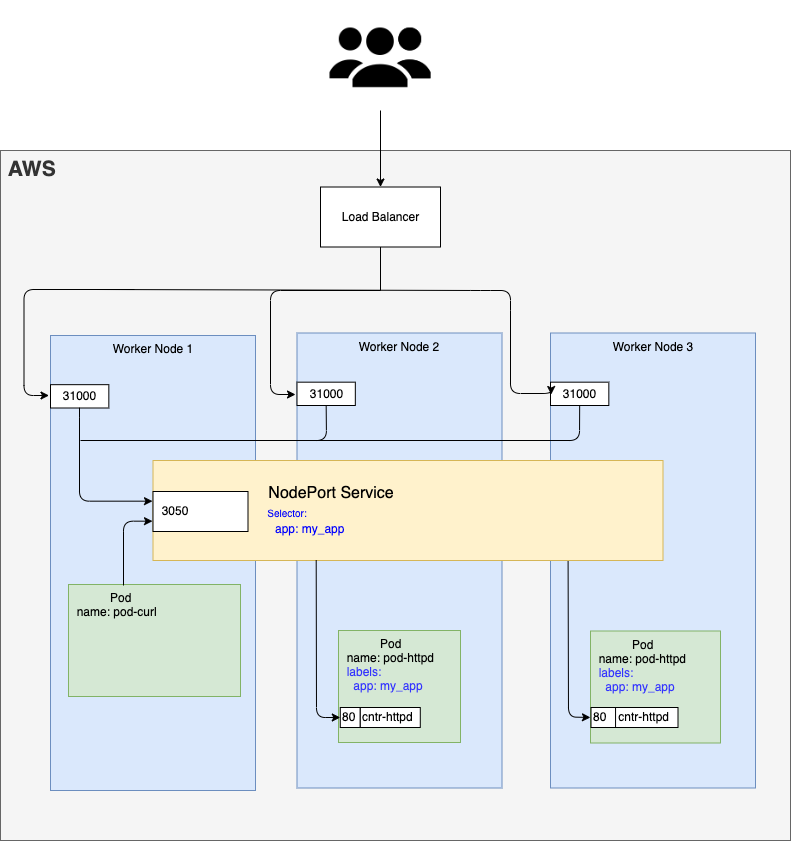 AWS
Load Balancer
Worker Node 1
Worker Node 2
Worker Node 3
31000
31000
31000
NodePort Service
3050
Selector:
app: my_app
Pod
name: pod-curl
Pod
name: pod-httpd
labels:
app: my_app
80 cntr-httpd
Pod
name: pod-httpd
labels:
app: my_app
80 cntr-httpd